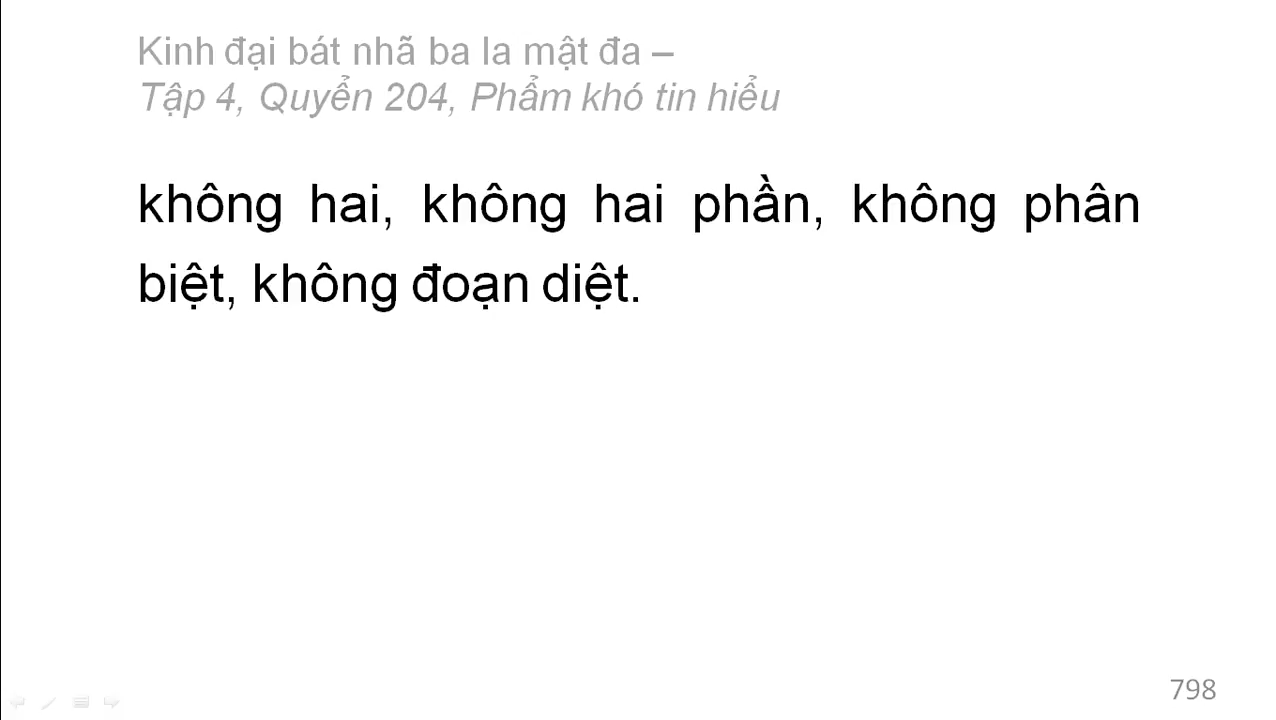 Kinh đại bát nhã ba la mật đa –
Tập 4, Quyển 204, Phẩm khó tin hiểu
không hai, không hai phần, không phân
biệt, không đoạn diệt.
798